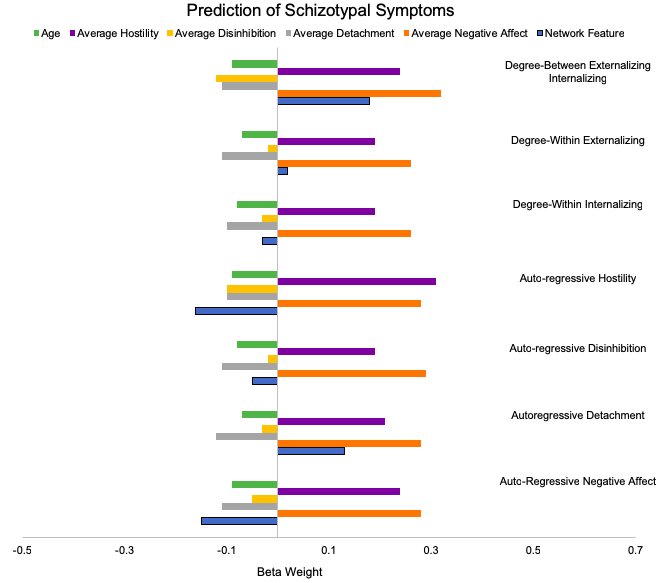 Prediction of Schizotypal Symptoms
Age Average Hostility Average Disinhibition Average Detachment Average Negative Affect Network Feature
Degree-Between Externalizing
Internalizing
Degree-Within Externalizing
Degree-Within Internalizing
Auto-regressive Hostility
Auto-regressive Disinhibition
Autoregressive Detachment
Auto-Regressive Negative Affect
-0.5 -0.3 -0.1 0.1 0.3 0.5 0.7
Beta Weight